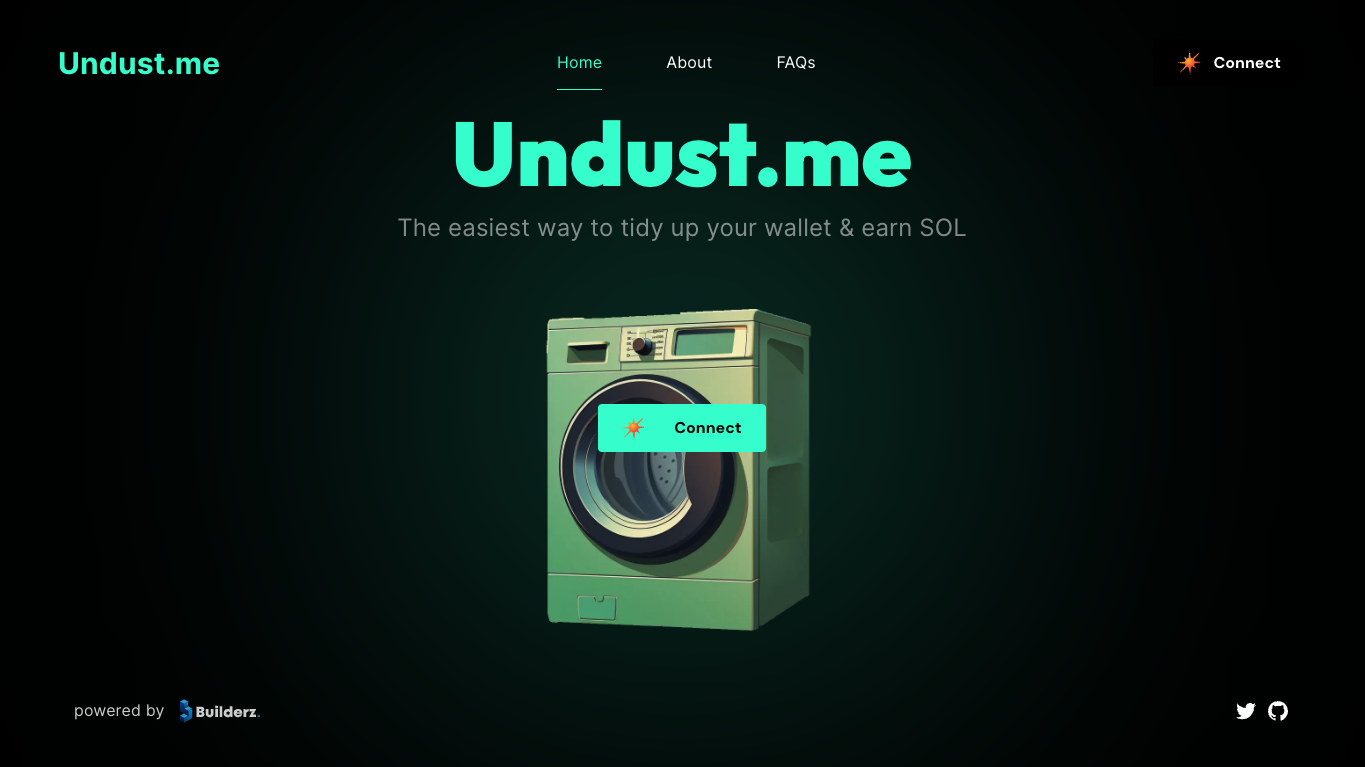 Undust.me
Home About FAQs
Connect
Undust.me
The easiest way to tidy up your wallet & earn SOL
Connect
powered by Builderz.